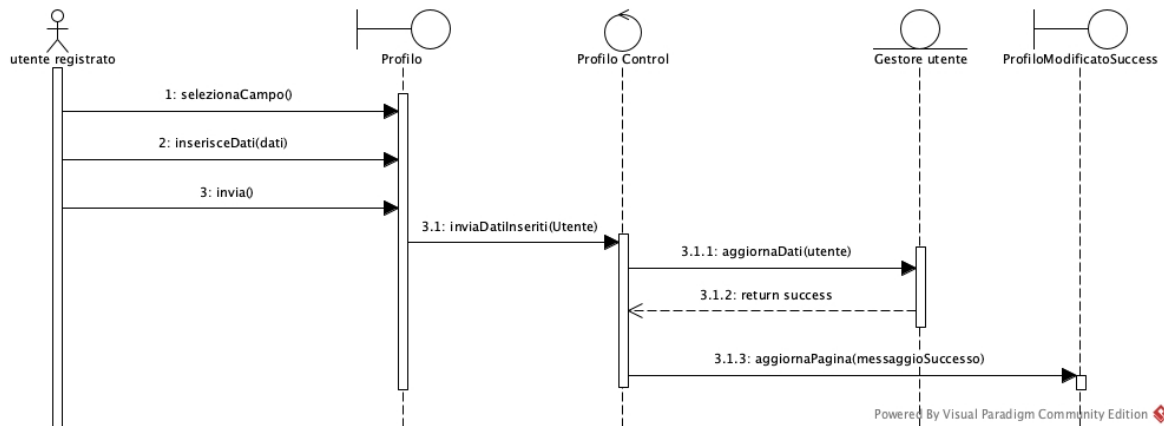 utente registrato
Profilo
Profilo Control
Gestore utente
ProfiloModificatoSuccess
1: selezionaCampo()
2: inserisceDati(dati)
3: invia()
3.1: inviaDatiInseriti(Utente)
3.1.1: aggiornaDati(utente)
3.1.2: return success
3.1.3: aggiornaPagina(messaggioSuccesso)
Powered By Visual Paradigm Community Edition